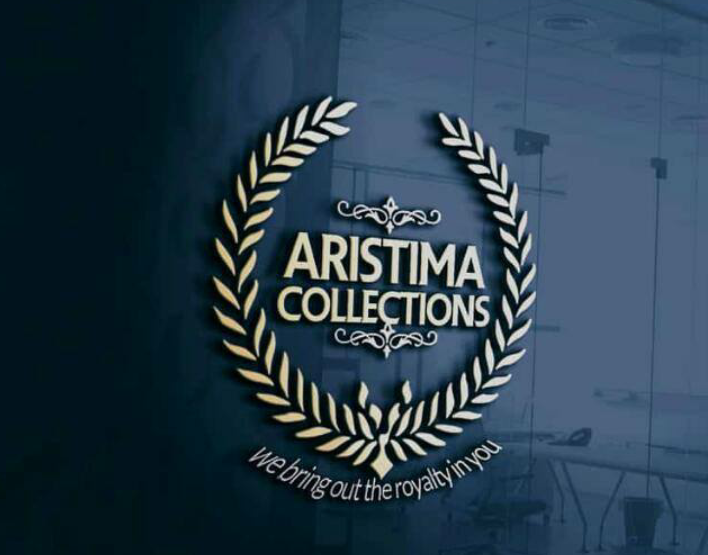 ARISTIMA
COLLECTIONS
we bring out the royalty in you